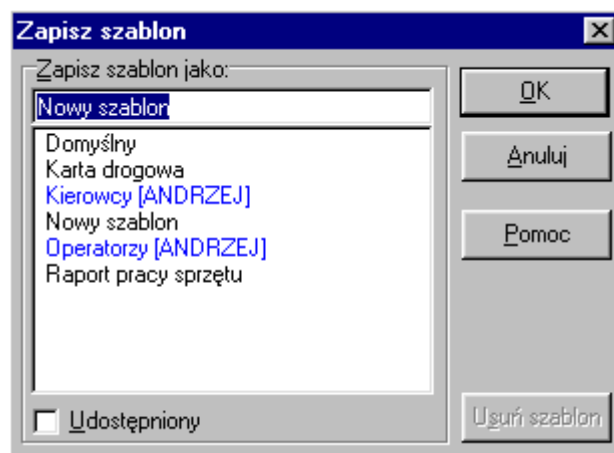 Zapisz szablon
Zapisz szablon jako:
Nowy szablon
Domyślny
Karta drogowa
Kierowcy [ANDRZEJ]
Nowy szablon
Operatorzy [ANDRZEJ]
Raport pracy sprzętu
Udostępniony
OK
Anuluj
Pomoc
Usuń szablon